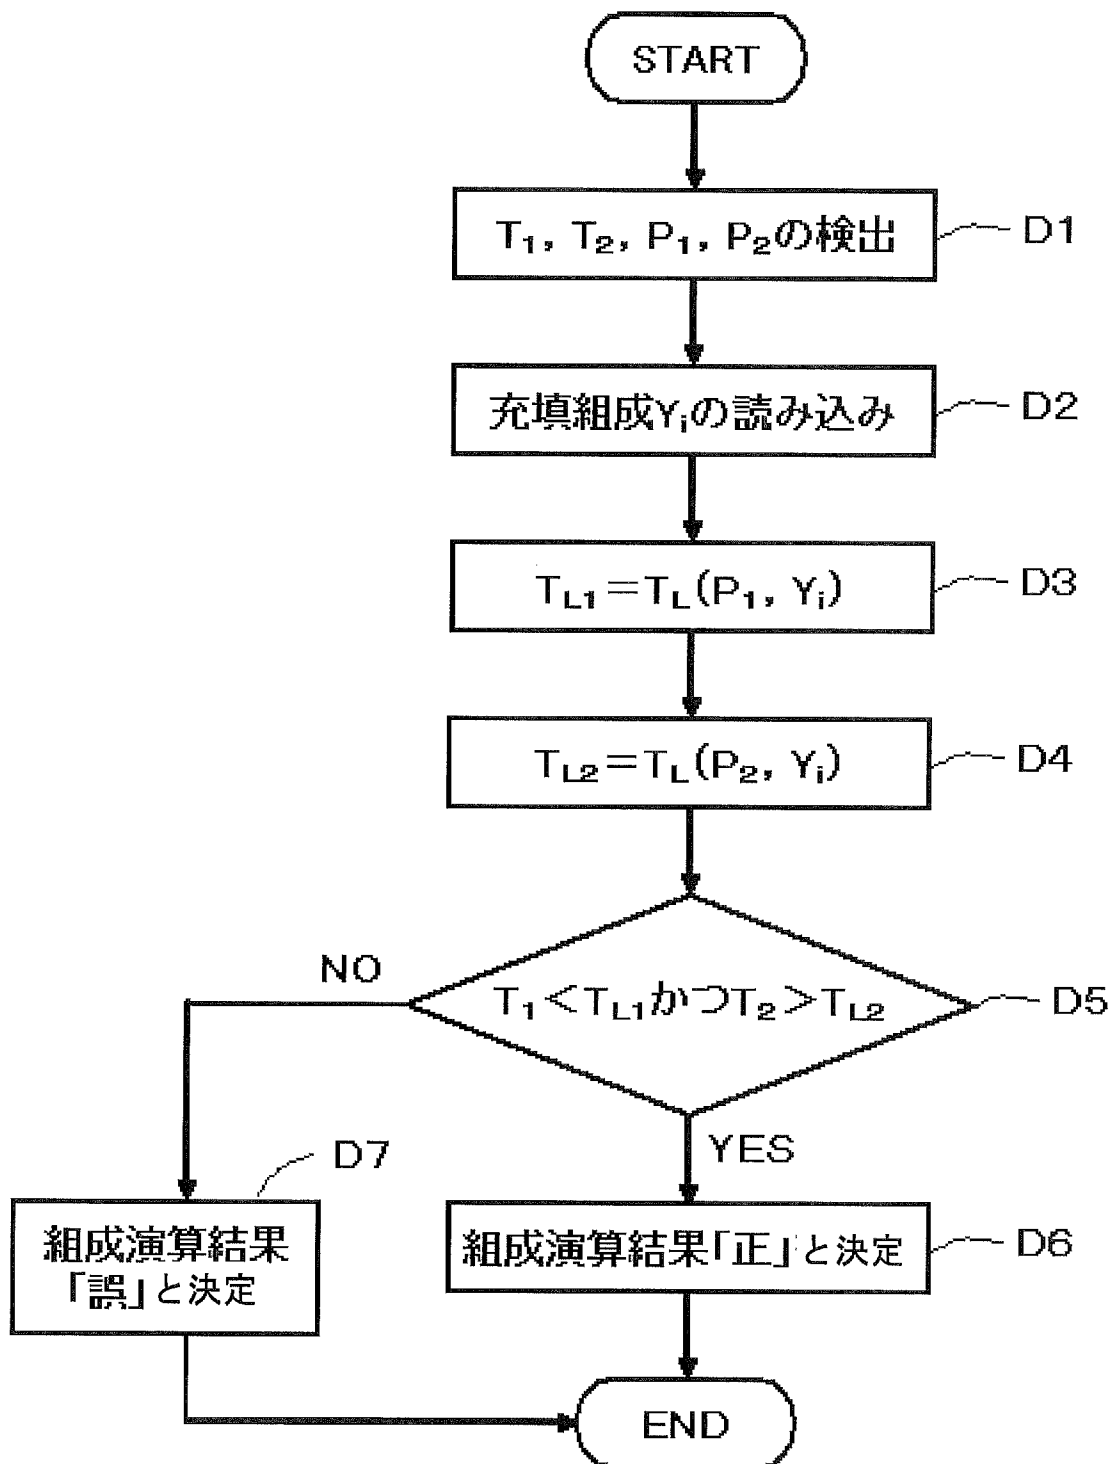 START
T₁, T₂, P₁, P₂の検出
D1
充填組成Yᵢの読み込み
D2
T_L1=T_L(P₁, Yᵢ)
D3
T_L2=T_L(P₂, Yᵢ)
D4
NO
T₁<T_L1かつT₂>T_L2
D5
YES
D7
組成演算結果
「誤」と決定
組成演算結果「正」と決定
D6
END